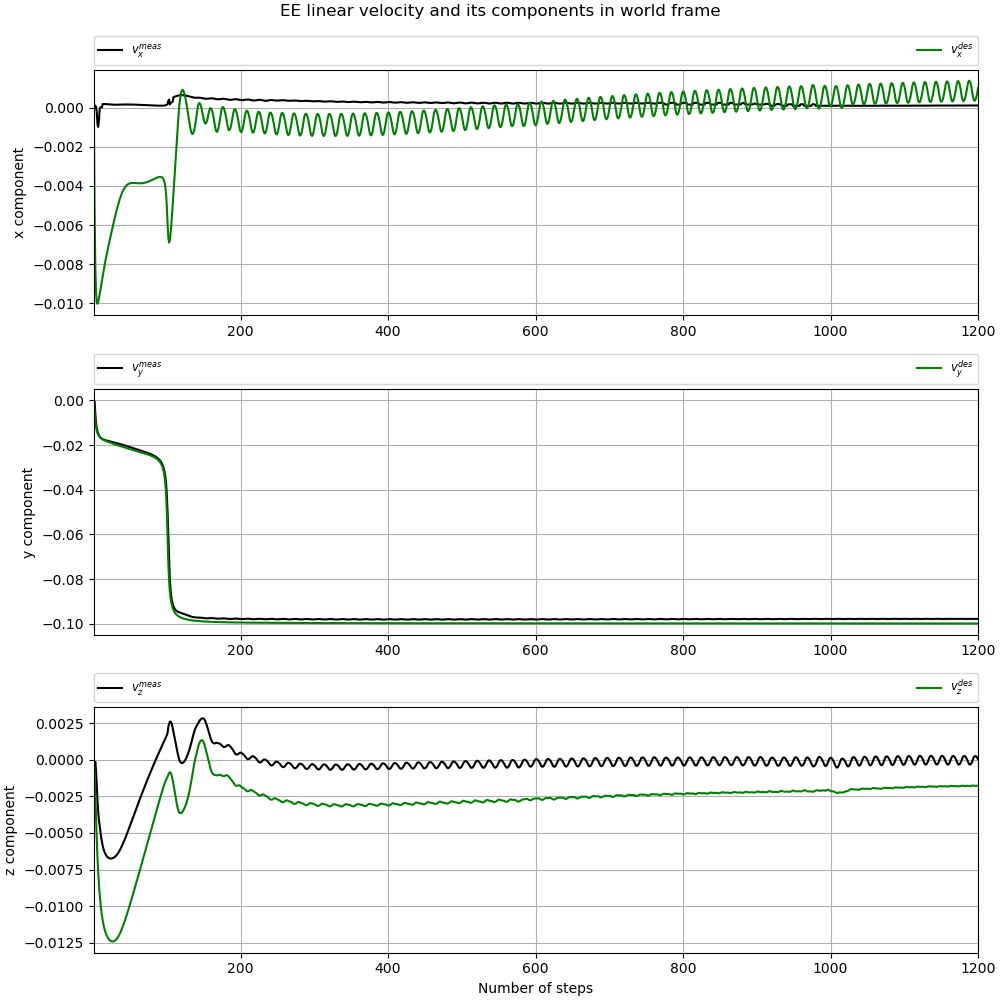 EE linear velocity and its components in world frame
v_x^meas v_x^des
0.000
−0.002
−0.004
−0.006
−0.008
−0.010
x component
200 400 600 800 1000 1200
v_y^meas v_y^des
0.00
−0.02
−0.04
−0.06
−0.08
−0.10
y component
200 400 600 800 1000 1200
v_z^meas v_z^des
0.0025
0.0000
−0.0025
−0.0050
−0.0075
−0.0100
−0.0125
z component
200 400 600 800 1000 1200
Number of steps